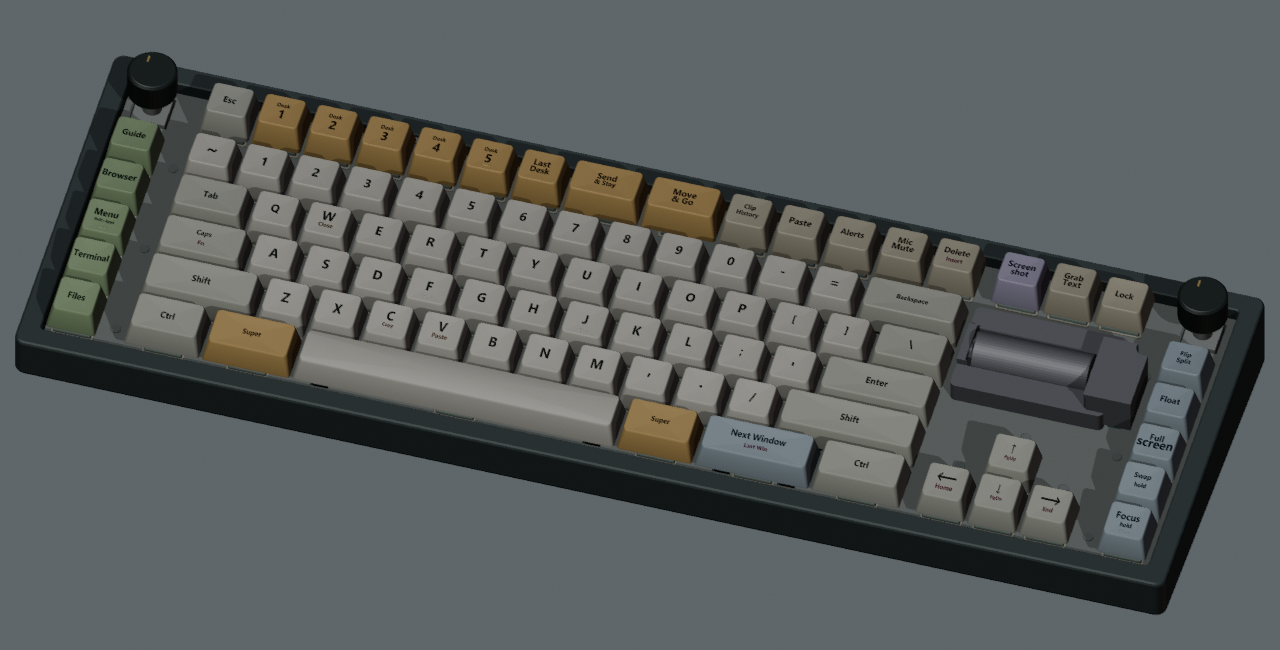 Esc
Desk
1
Desk
2
Desk
3
Desk
4
Desk
5
Last
Desk
Send
& Stay
Move
& Go
Clip
History
Paste
Alerts
Mic
Mute
Delete
Insert
Screen
shot
Grab
Text
Lock
Guide
~
1
2
3
4
5
6
7
8
9
0
-
=
Backspace
Flip
Split
Browser
Tab
Q
W
Close
E
R
T
Y
U
I
O
P
[
]
\
Float
Menu
Caps
Fn
A
S
D
F
G
H
J
K
L
:
'
Enter
Full
screen
Terminal
Shift
Z
X
C
Copy
V
Paste
B
N
M
,
.
/
Shift
↑
PgUp
Swap
hold
Files
Ctrl
Super
Super
Next Window
Last Win
Ctrl
←
Home
↓
PgDn
→
End
Focus
hold